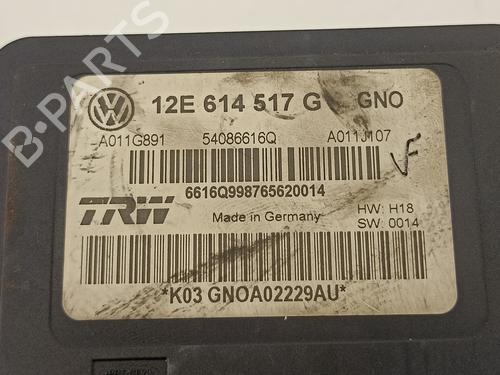 B-PARTS
12E 614 517 G GNO
A011G891 54086616Q A011J107
VF
6616Q998765620014
TRW
Made in Germany
HW: H18
SW: 0014
*K03 GNOA02229AU*